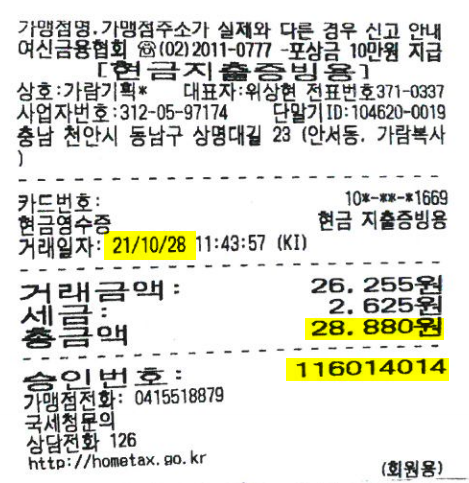 가맹점명.가맹점주소가 실제와 다른 경우 신고 안내
여신금융협회 ☎(02)2011-0777 -포상금 10만원 지급
[현금지출증빙용]
상호:가람기획* 대표자:위상현 전표번호371-0337
사업자번호:312-05-97174 단말기ID:104620-0019
충남 천안시 동남구 상명대길 23 (안서동, 가람복사
)
카드번호: 10*-**-*1669
현금영수증 현금 지출증빙용
거래일자: 21/10/28 11:43:57 (KI)
거래금액: 26,255원
세금: 2,625원
총금액 28,880원
승인번호: 116014014
가맹점전화: 0415518879
국세청문의
상담전화 126
http://hometax.go.kr
(회원용)